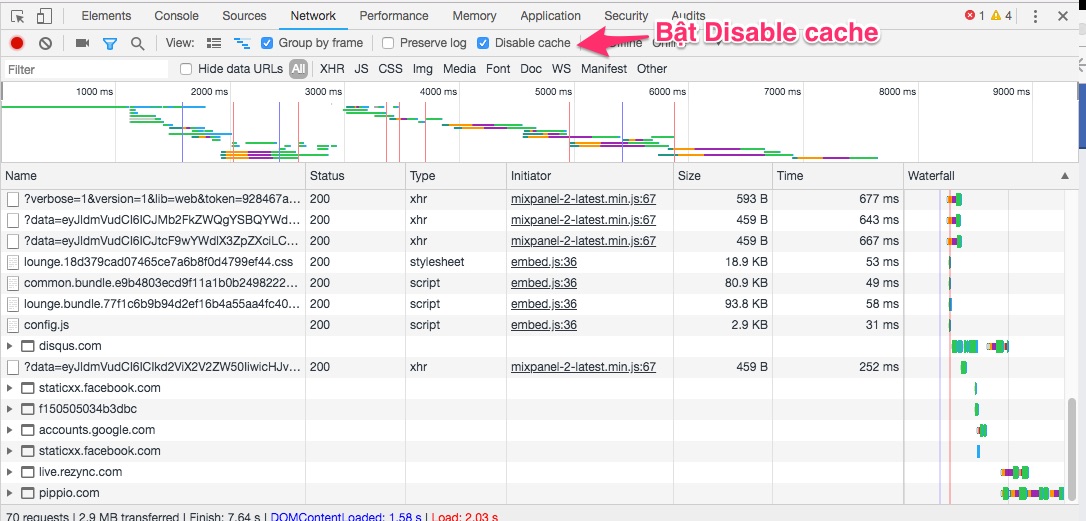 Elements Console Sources Network Performance Memory Application Security Audits 1 4
View: Group by frame Preserve log Disable cache Offline Onli
Bật Disable cache
Filter Hide data URLs All XHR JS CSS Img Media Font Doc WS Manifest Other
1000 ms 2000 ms 3000 ms 4000 ms 5000 ms 6000 ms 7000 ms 8000 ms 9000 ms
Name Status Type Initiator Size Time Waterfall
?verbose=1&version=1&lib=web&token=928467a... 200 xhr mixpanel-2-latest.min.js:67 593 B 677 ms
?data=eyJldmVudCI6ICJMb2FkZWQgYSBQYWd... 200 xhr mixpanel-2-latest.min.js:67 459 B 643 ms
?data=eyJldmVudCI6ICJtcF9wYWdlX3ZpZXciLC... 200 xhr mixpanel-2-latest.min.js:67 459 B 667 ms
lounge.18d379cad07465ce7a6b8f0d4799ef44.css 200 stylesheet embed.js:36 18.9 KB 53 ms
common.bundle.e9b4803ecd9f11a1b0b2498222... 200 script embed.js:36 80.9 KB 49 ms
lounge.bundle.77f1c6b9b94d2ef16b4a55aa4fc40... 200 script embed.js:36 93.8 KB 58 ms
config.js 200 script embed.js:36 2.9 KB 31 ms
disqus.com
?data=eyJldmVudCI6ICIkd2ViX2V2ZW50IiwicHJv... 200 xhr mixpanel-2-latest.min.js:67 459 B 252 ms
staticxx.facebook.com
f150505034b3dbc
accounts.google.com
staticxx.facebook.com
live.rezync.com
pippio.com
70 requests | 2.9 MB transferred | Finish: 7.64 s | DOMContentLoaded: 1.58 s | Load: 2.03 s